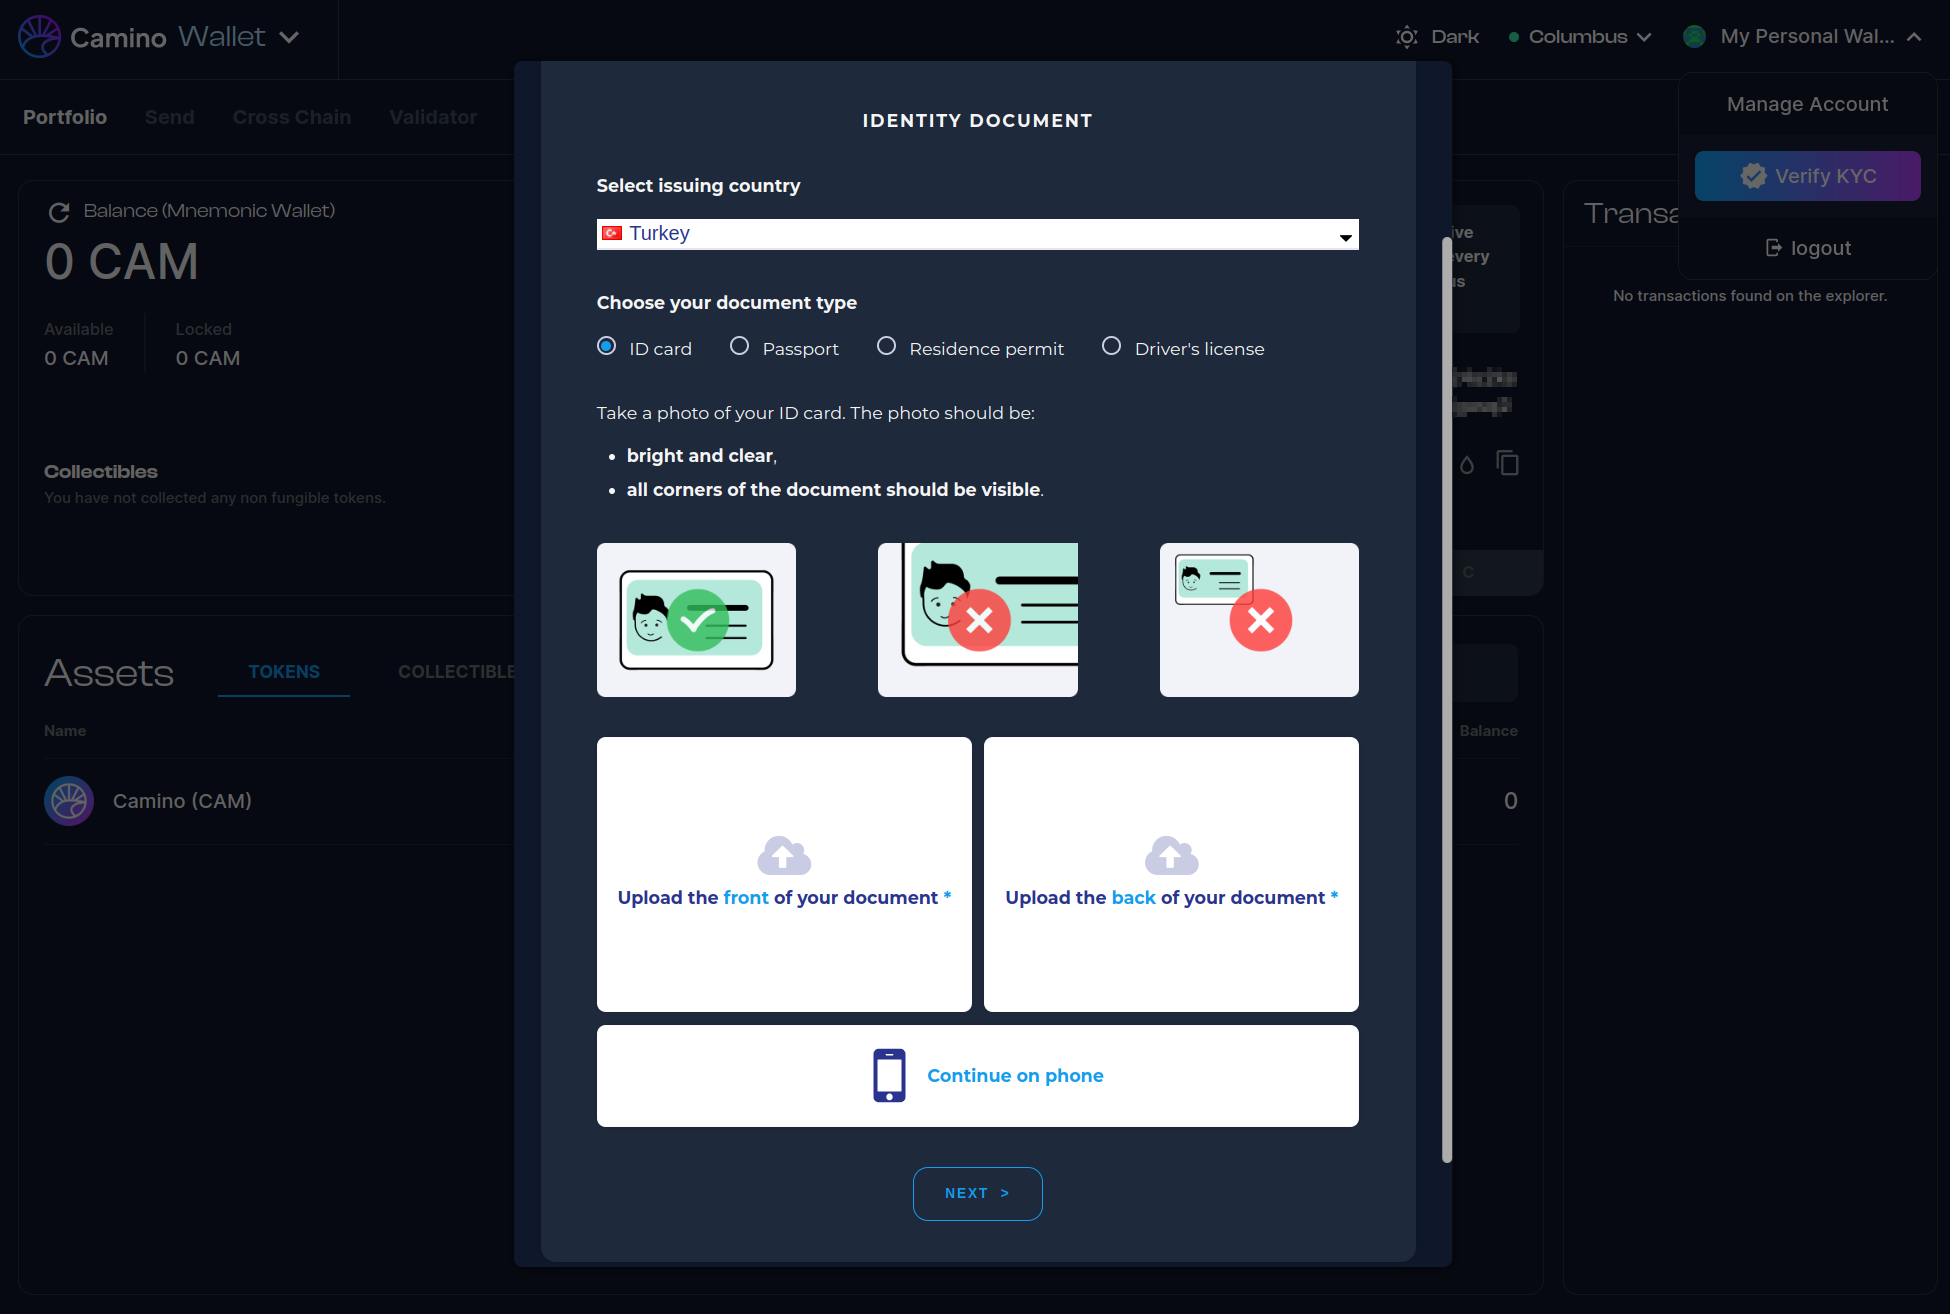 Camino Wallet
Dark
Columbus
My Personal Wal...
Portfolio
Send
Cross Chain
Validator
Manage Account
Verify KYC
logout
Balance (Mnemonic Wallet)
0 CAM
Available
Locked
0 CAM
0 CAM
Collectibles
You have not collected any non fungible tokens.
Assets
TOKENS
COLLECTIBLE
Name
Camino (CAM)
IDENTITY DOCUMENT
Select issuing country
Turkey
Choose your document type
ID card
Passport
Residence permit
Driver's license
Take a photo of your ID card. The photo should be:
• bright and clear,
• all corners of the document should be visible.
Upload the front of your document *
Upload the back of your document *
Continue on phone
NEXT >
ive
every
us
C
Balance
0
Transa
No transactions found on the explorer.